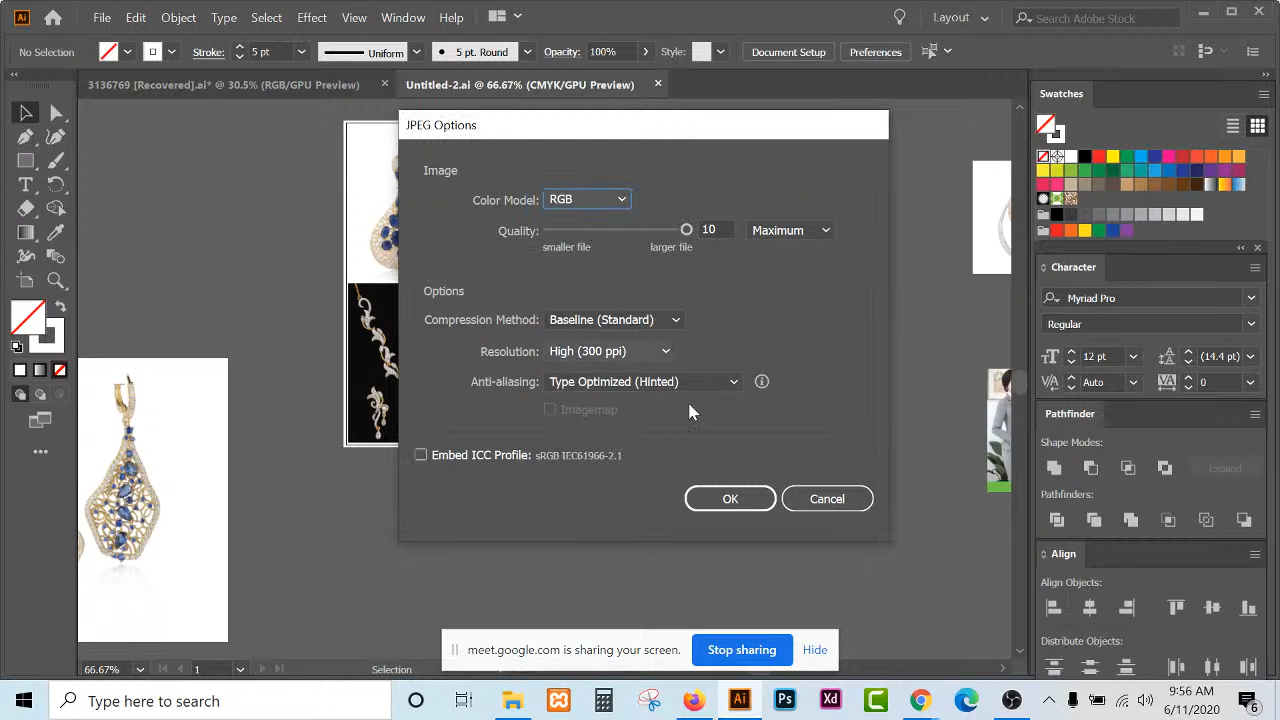 Ai File Edit Object Type Select Effect View Window Help Layout Search Adobe Stock
No Selection Stroke: 5 pt Uniform 5 pt. Round Opacity: 100% Style: Document Setup Preferences
3136769 [Recovered].ai* @ 30.5% (RGB/GPU Preview) Untitled-2.ai @ 66.67% (CMYK/GPU Preview)
Swatches
JPEG Options
Image
Color Model: RGB
Quality: 10 Maximum
smaller file larger file
Options
Compression Method: Baseline (Standard)
Resolution: High (300 ppi)
Anti-aliasing: Type Optimized (Hinted)
Imagemap
Embed ICC Profile: sRGB IEC61966-2.1
OK Cancel
Character
Myriad Pro
Regular
12 pt (14.4 pt)
Auto 0
Pathfinder
Shape Modes:
Expand
Pathfinders:
Align
Align Objects:
Distribute Objects:
meet.google.com is sharing your screen. Stop sharing Hide
66.67% 1 Selection
Type here to search Ai Ps Xd 9:56 AM
6/11/2020 6